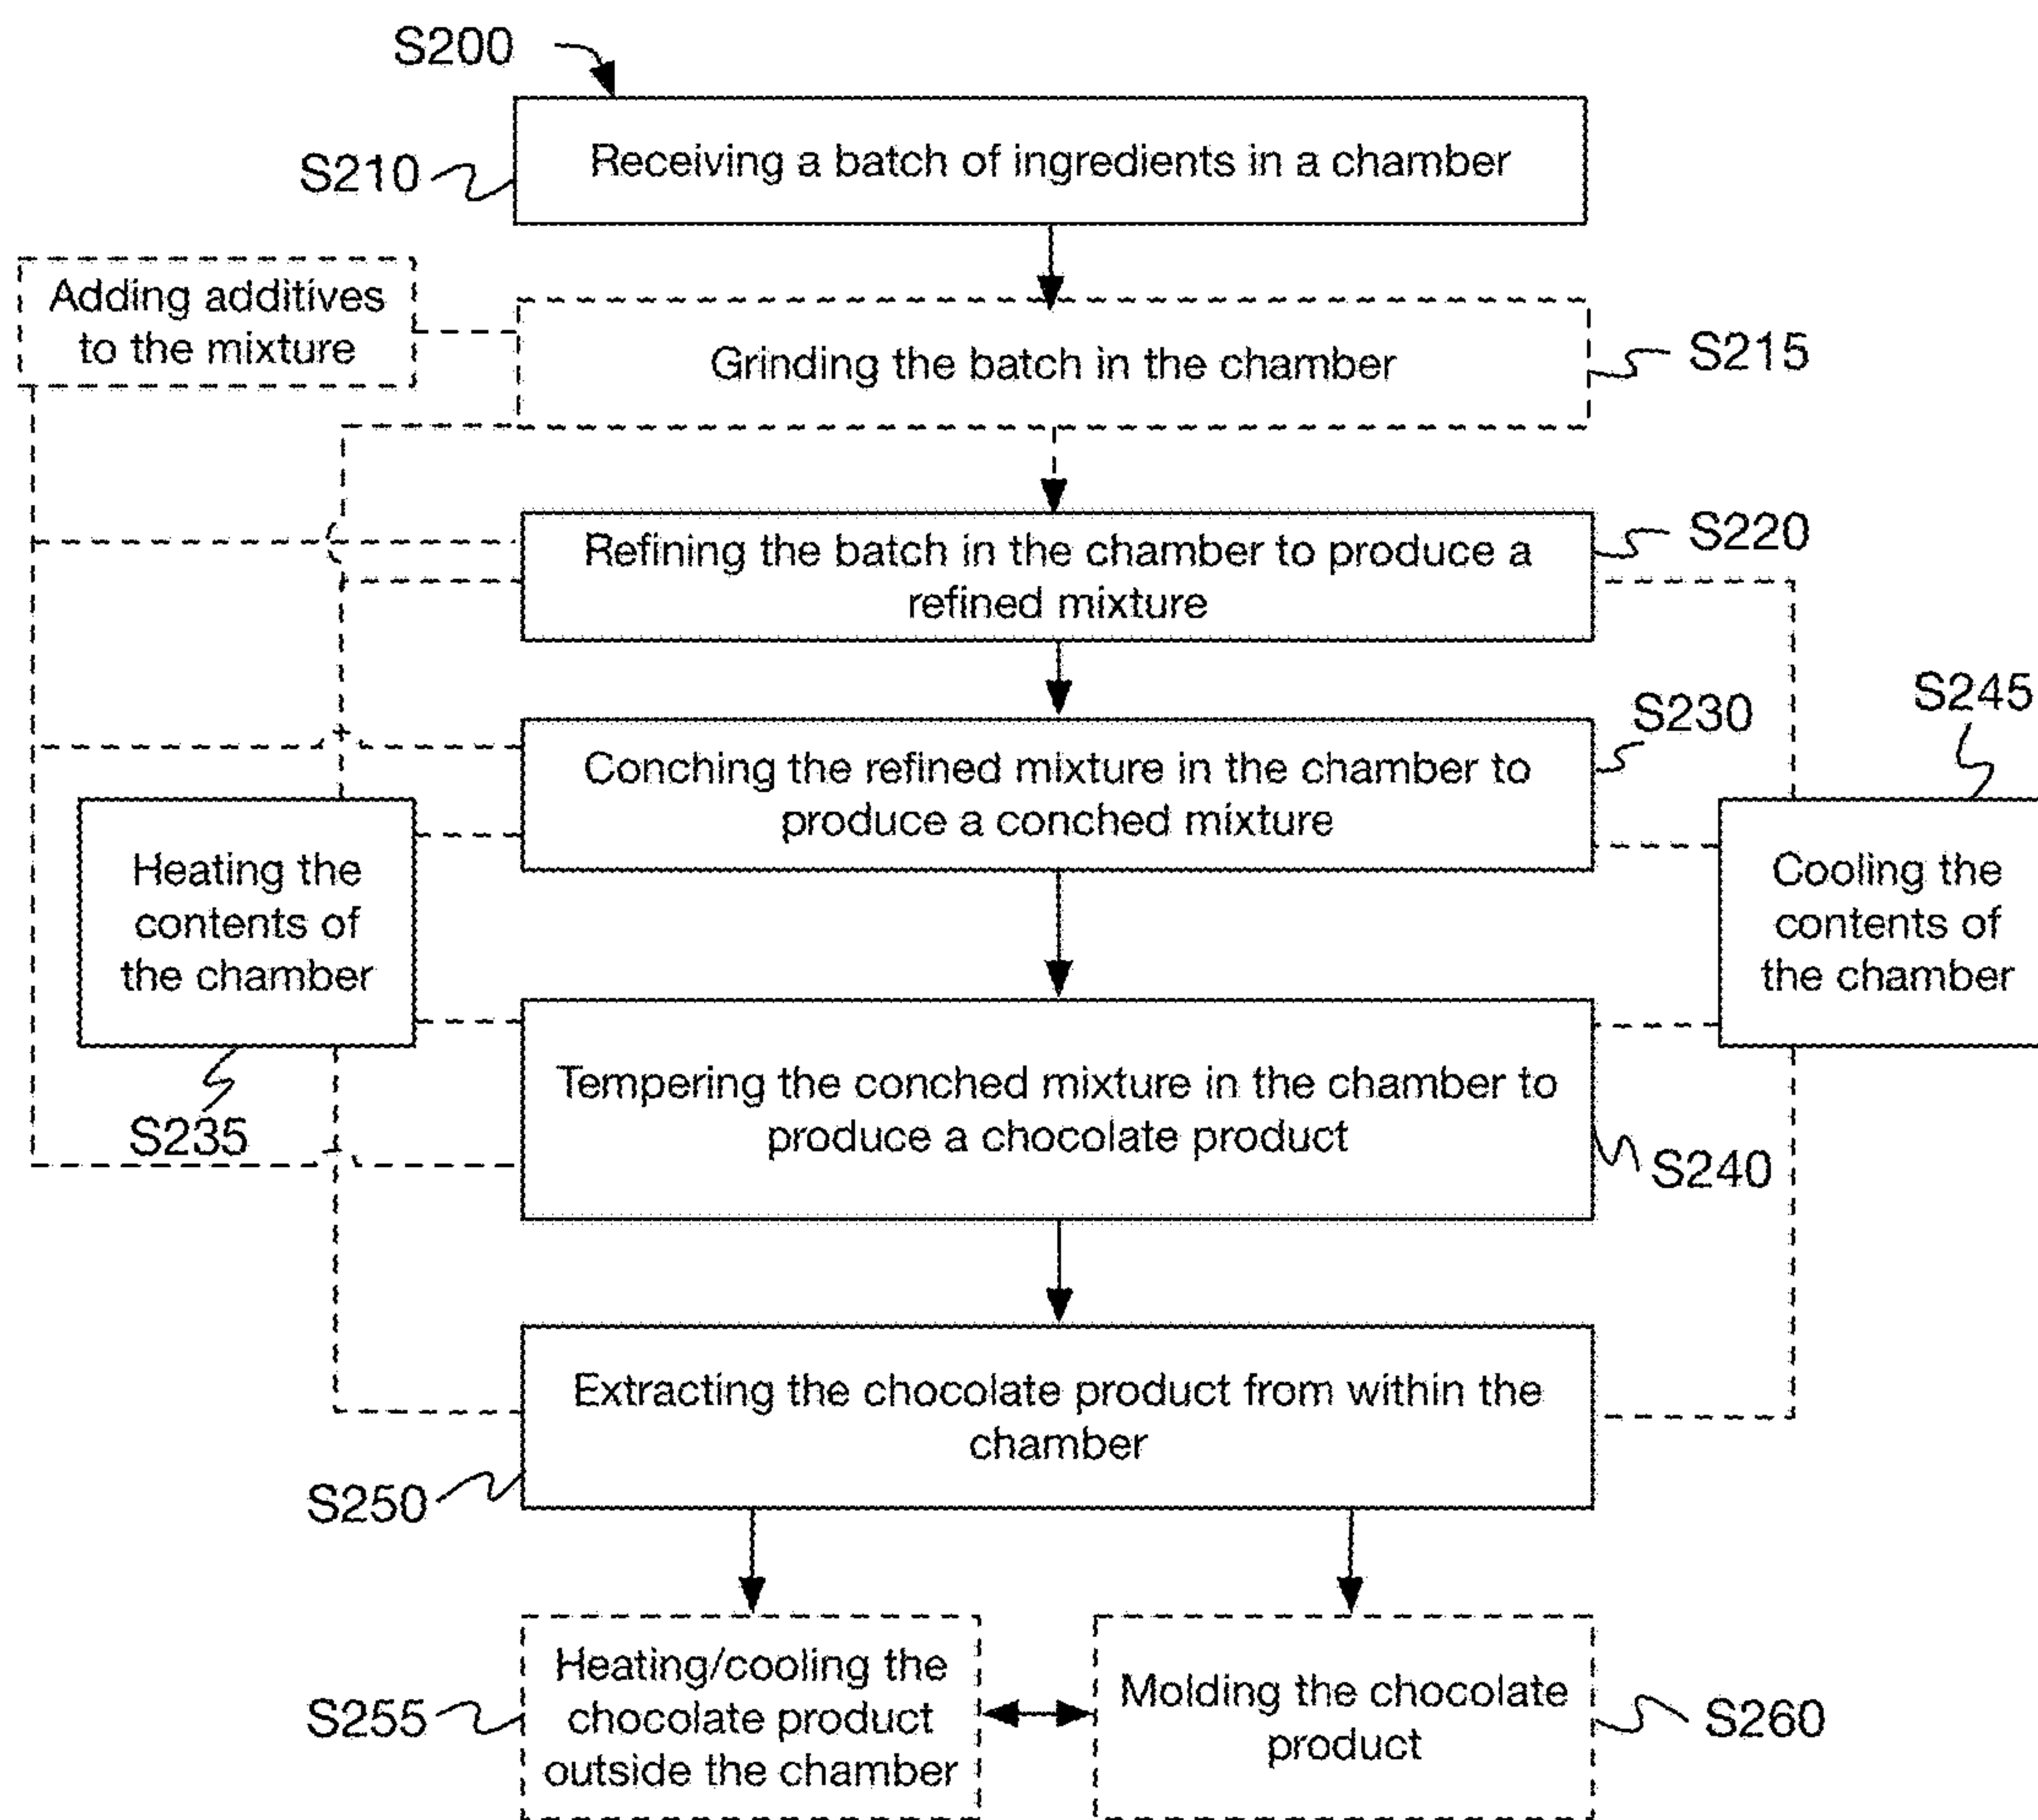 S200
S210
Receiving a batch of ingredients in a chamber
Adding additives
to the mixture
Grinding the batch in the chamber
S215
Refining the batch in the chamber to produce a
refined mixture
S220
Conching the refined mixture in the chamber to
produce a conched mixture
S230
S245
Heating the
contents of
the chamber
S235
Cooling the
contents of
the chamber
Tempering the conched mixture in the chamber to
produce a chocolate product
S240
Extracting the chocolate product from within the
chamber
S250
S255
Heating/cooling the
chocolate product
outside the chamber
Molding the chocolate
product
S260